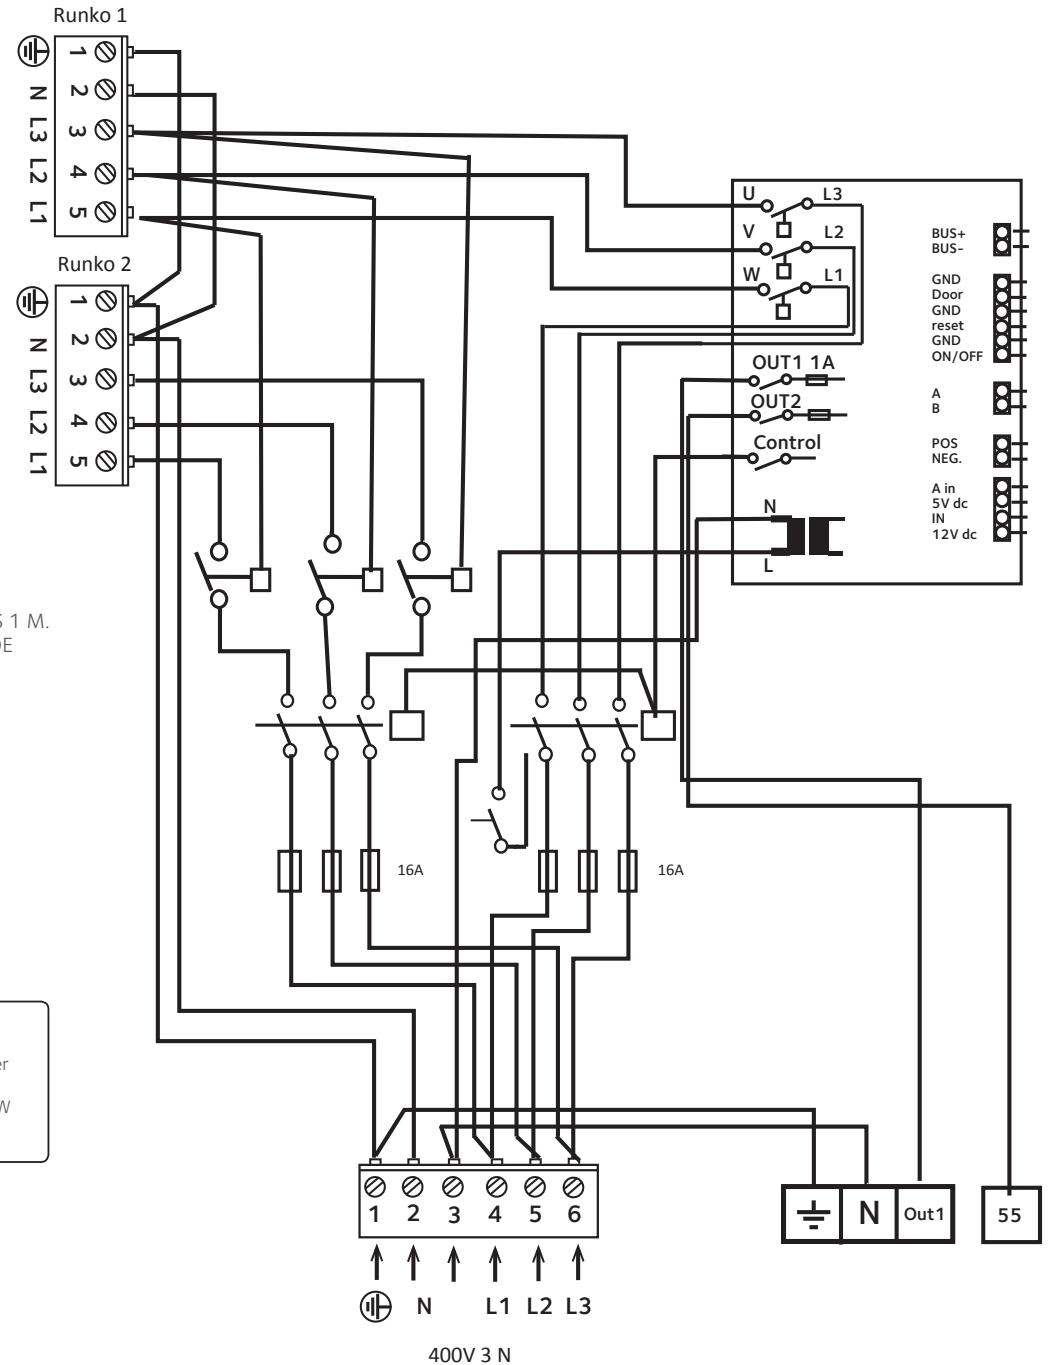 Runko 1
1
N 2
L3 3
L2 4
L1 5
Runko 2
1
N 2
L3 3
L2 4
L1 5
U L3
V L2
W L1
OUT1 1A
OUT2
Control
N
L
BUS+
BUS-
GND
Door
GND
reset
GND
ON/OFF
A
B
POS
NEG.
A in
5V dc
IN
12V dc
1 M.
16A
16A
W
1 2 3 4 5 6
N L1 L2 L3
400V 3 N
N Out1
55